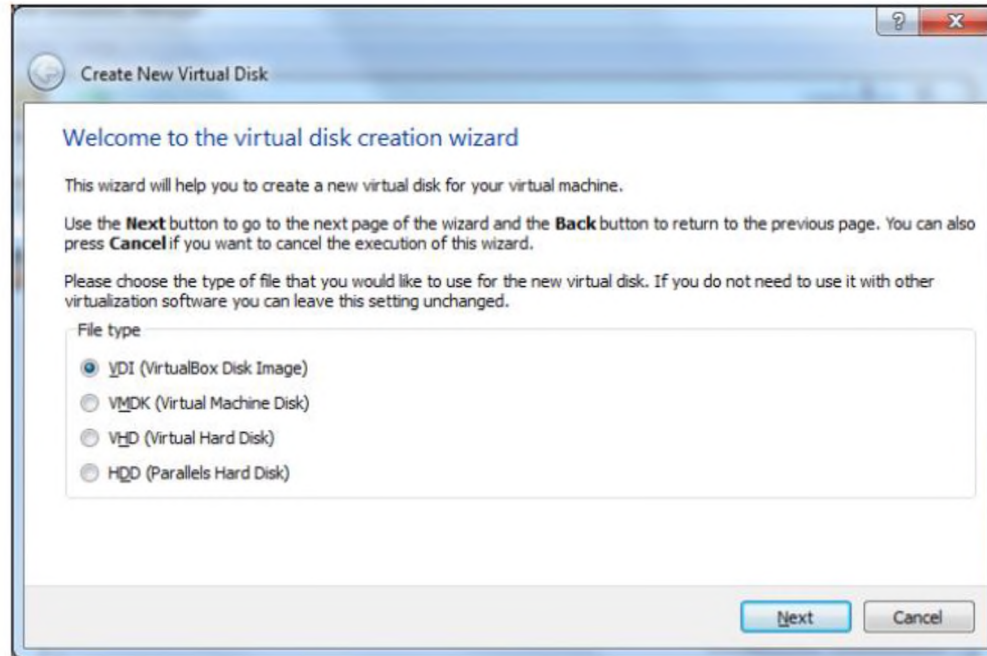 Create New Virtual Disk
Welcome to the virtual disk creation wizard
This wizard will help you to create a new virtual disk for your virtual machine.
Use the Next button to go to the next page of the wizard and the Back button to return to the previous page. You can also
press Cancel if you want to cancel the execution of this wizard.
Please choose the type of file that you would like to use for the new virtual disk. If you do not need to use it with other
virtualization software you can leave this setting unchanged.
File type
VDI (VirtualBox Disk Image)
VMDK (Virtual Machine Disk)
VHD (Virtual Hard Disk)
HDD (Parallels Hard Disk)
Next
Cancel